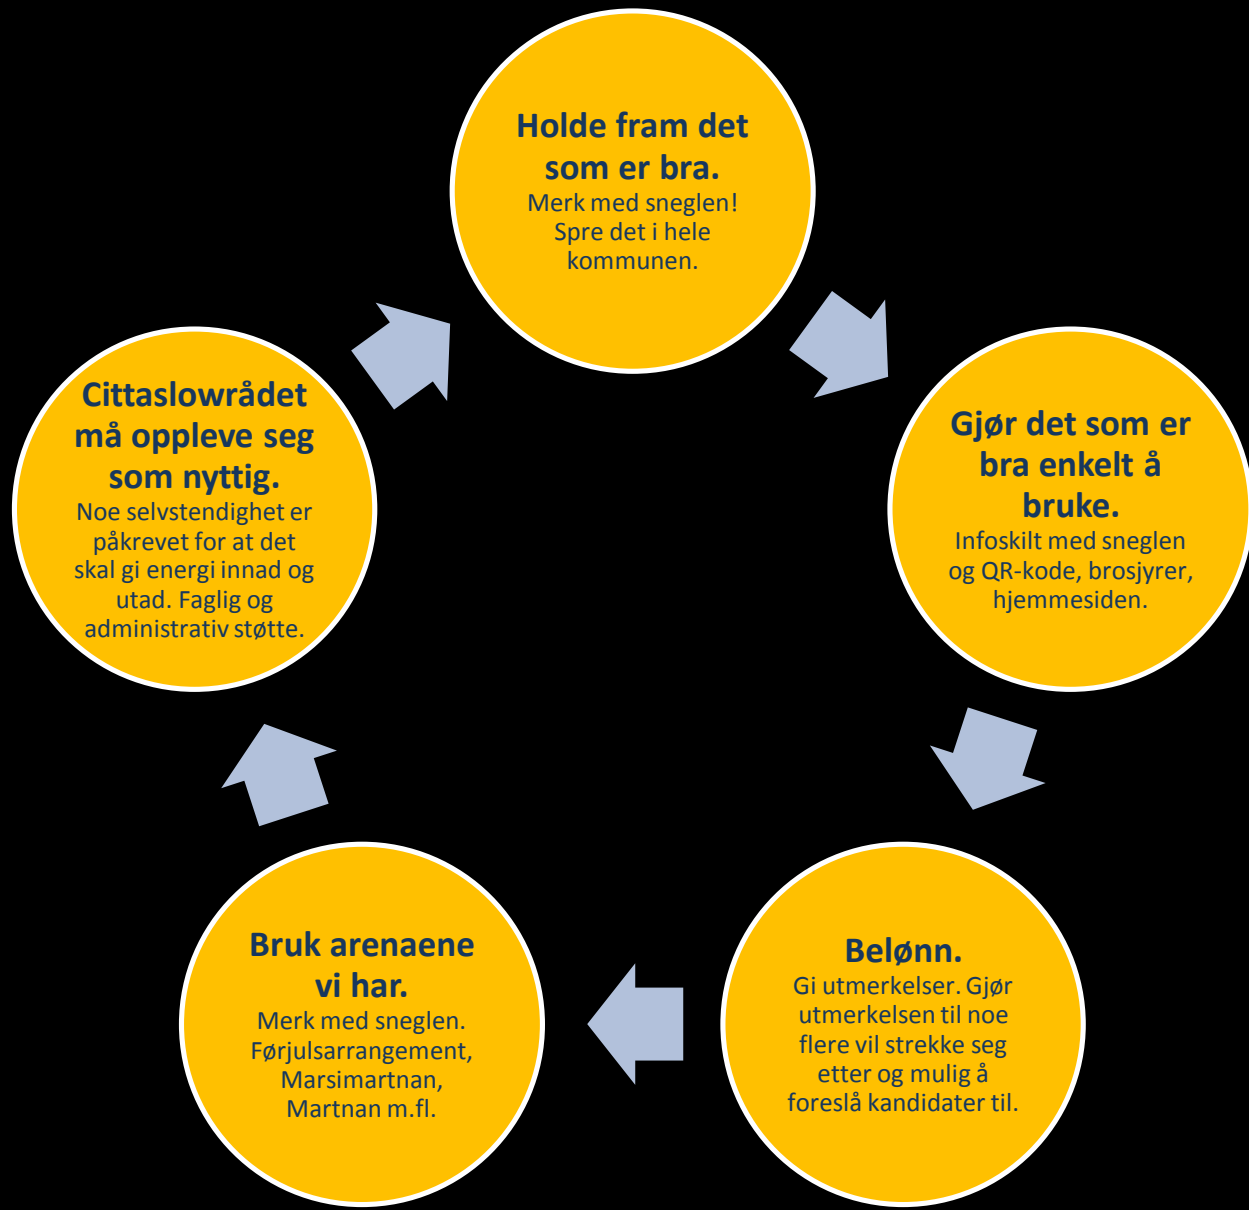 Holde fram det
som er bra.
Merk med sneglen!
Spre det i hele
kommunen.
Gjør det som er
bra enkelt å
bruke.
Infoskilt med sneglen
og QR-kode, brosjyrer,
hjemmesiden.
Belønn.
Gi utmerkelser. Gjør
utmerkelsen til noe
flere vil strekke seg
etter og mulig å
foreslå kandidater til.
Bruk arenaene
vi har.
Merk med sneglen.
Førjulsarrangement,
Marsimartnan,
Martnan m.fl.
Cittaslowrådet
må oppleve seg
som nyttig.
Noe selvstendighet er
påkrevet for at det
skal gi energi innad og
utad. Faglig og
administrativ støtte.